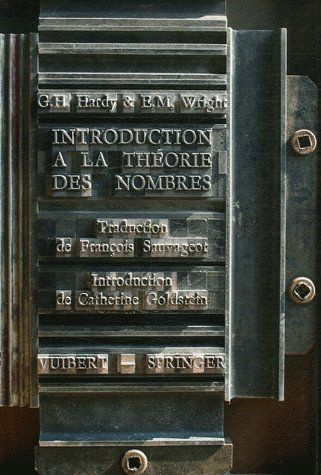 G.H. Hardy & E.M. Wright
INTRODUCTION
A LA THÉORIE
DES NOMBRES
Traduction
de François Sauvageot
Introduction
de Catherine Goldstein
VUIBERT — SPRINGER